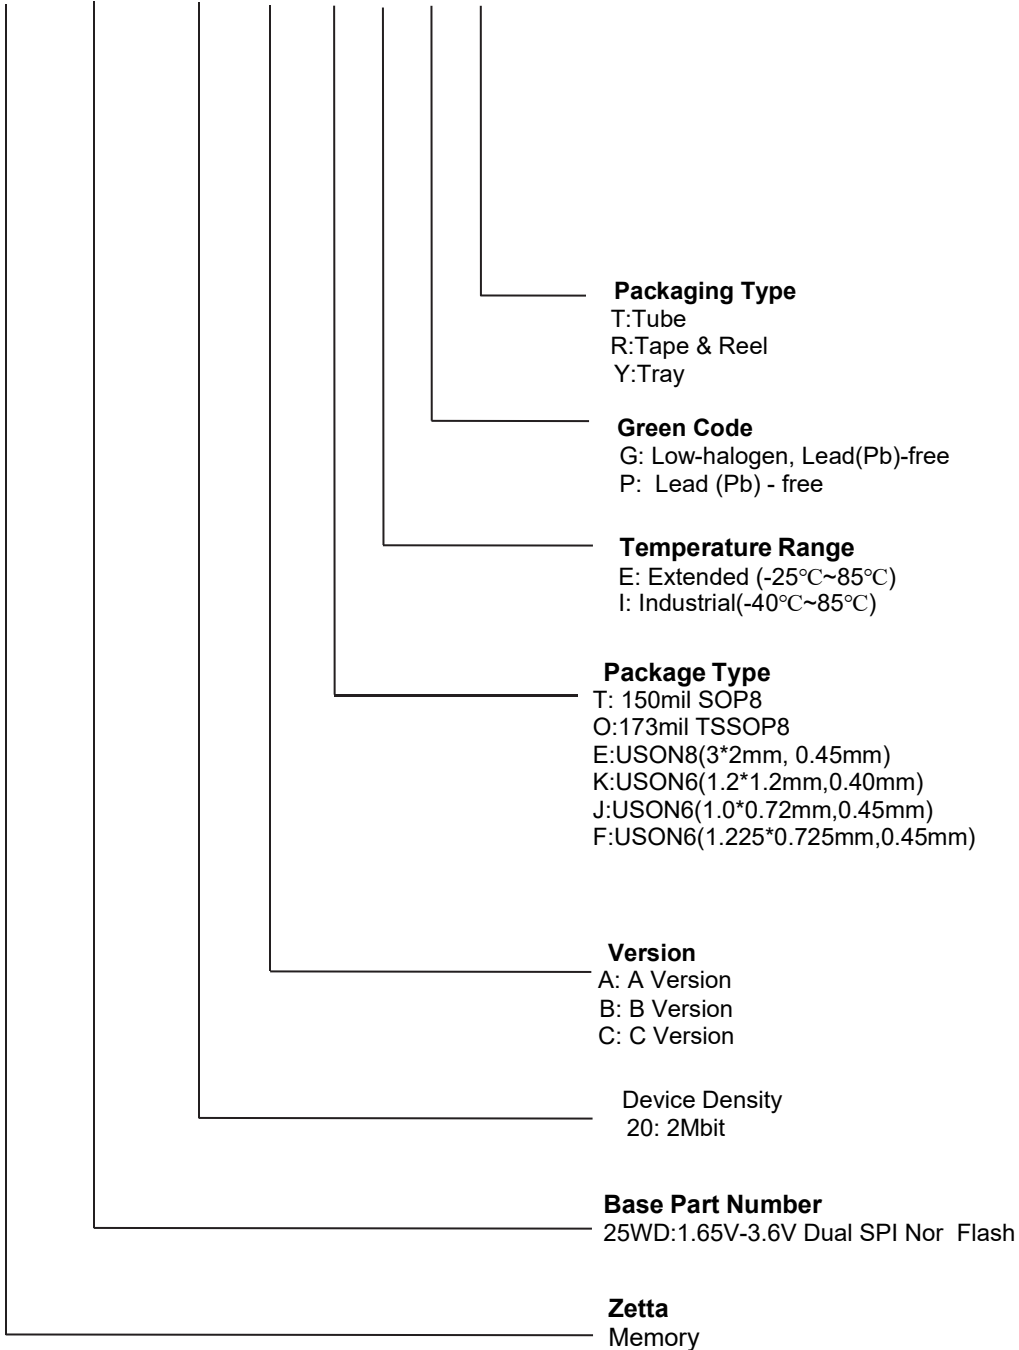 Packaging Type
T:Tube
R:Tape & Reel
Y:Tray
Green Code
G: Low-halogen, Lead(Pb)-free
P: Lead (Pb) - free
Temperature Range
E: Extended (-25℃~85℃)
I: Industrial(-40℃~85℃)
Package Type
T: 150mil SOP8
O:173mil TSSOP8
E:USON8(3*2mm, 0.45mm)
K:USON6(1.2*1.2mm,0.40mm)
J:USON6(1.0*0.72mm,0.45mm)
F:USON6(1.225*0.725mm,0.45mm)
Version
A: A Version
B: B Version
C: C Version
Device Density
20: 2Mbit
Base Part Number
25WD:1.65V-3.6V Dual SPI Nor Flash
Zetta
Memory